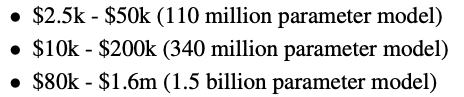 • $2.5k - $50k (110 million parameter model)
• $10k - $200k (340 million parameter model)
• $80k - $1.6m (1.5 billion parameter model)